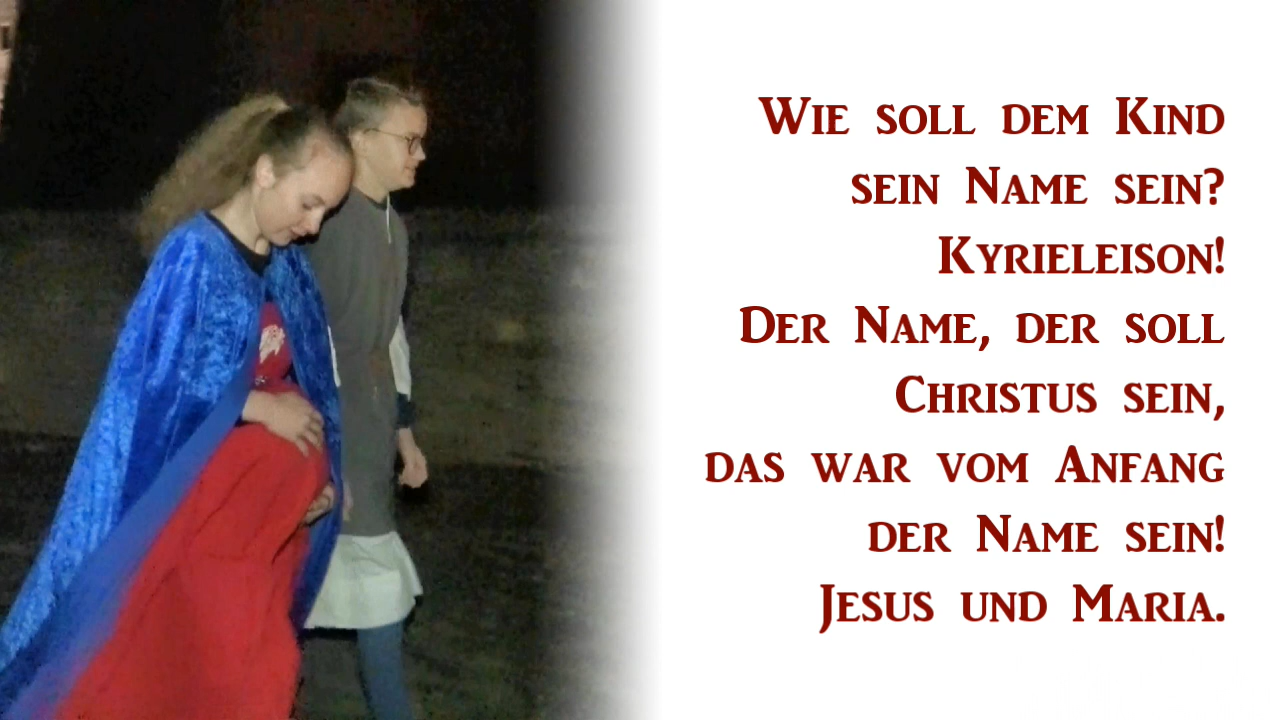 Wie soll dem Kind
sein Name sein?
Kyrieleison!
Der Name, der soll
Christus sein,
das war vom Anfang
der Name sein!
Jesus und Maria.